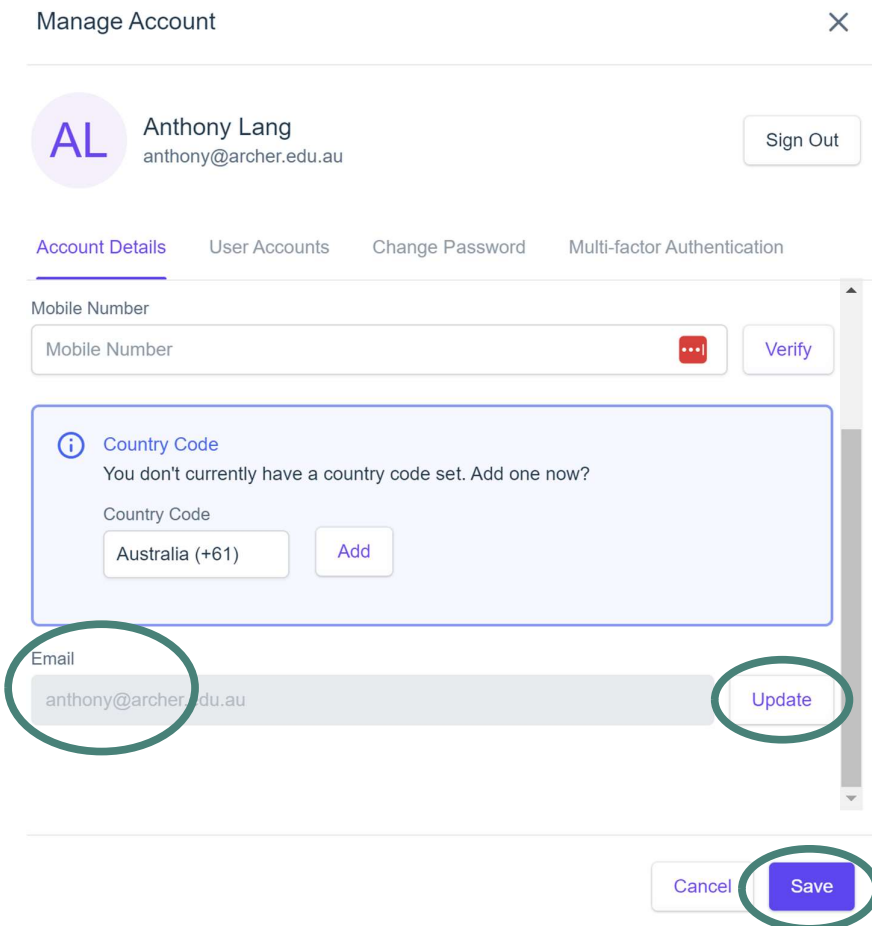 Manage Account
AL
Anthony Lang
anthony@archer.edu.au
Sign Out
Account Details User Accounts Change Password Multi-factor Authentication
Mobile Number
Mobile Number Verify
Country Code
You don't currently have a country code set. Add one now?
Country Code
Australia (+61) Add
Email
anthony@archer.edu.au Update
Cancel Save